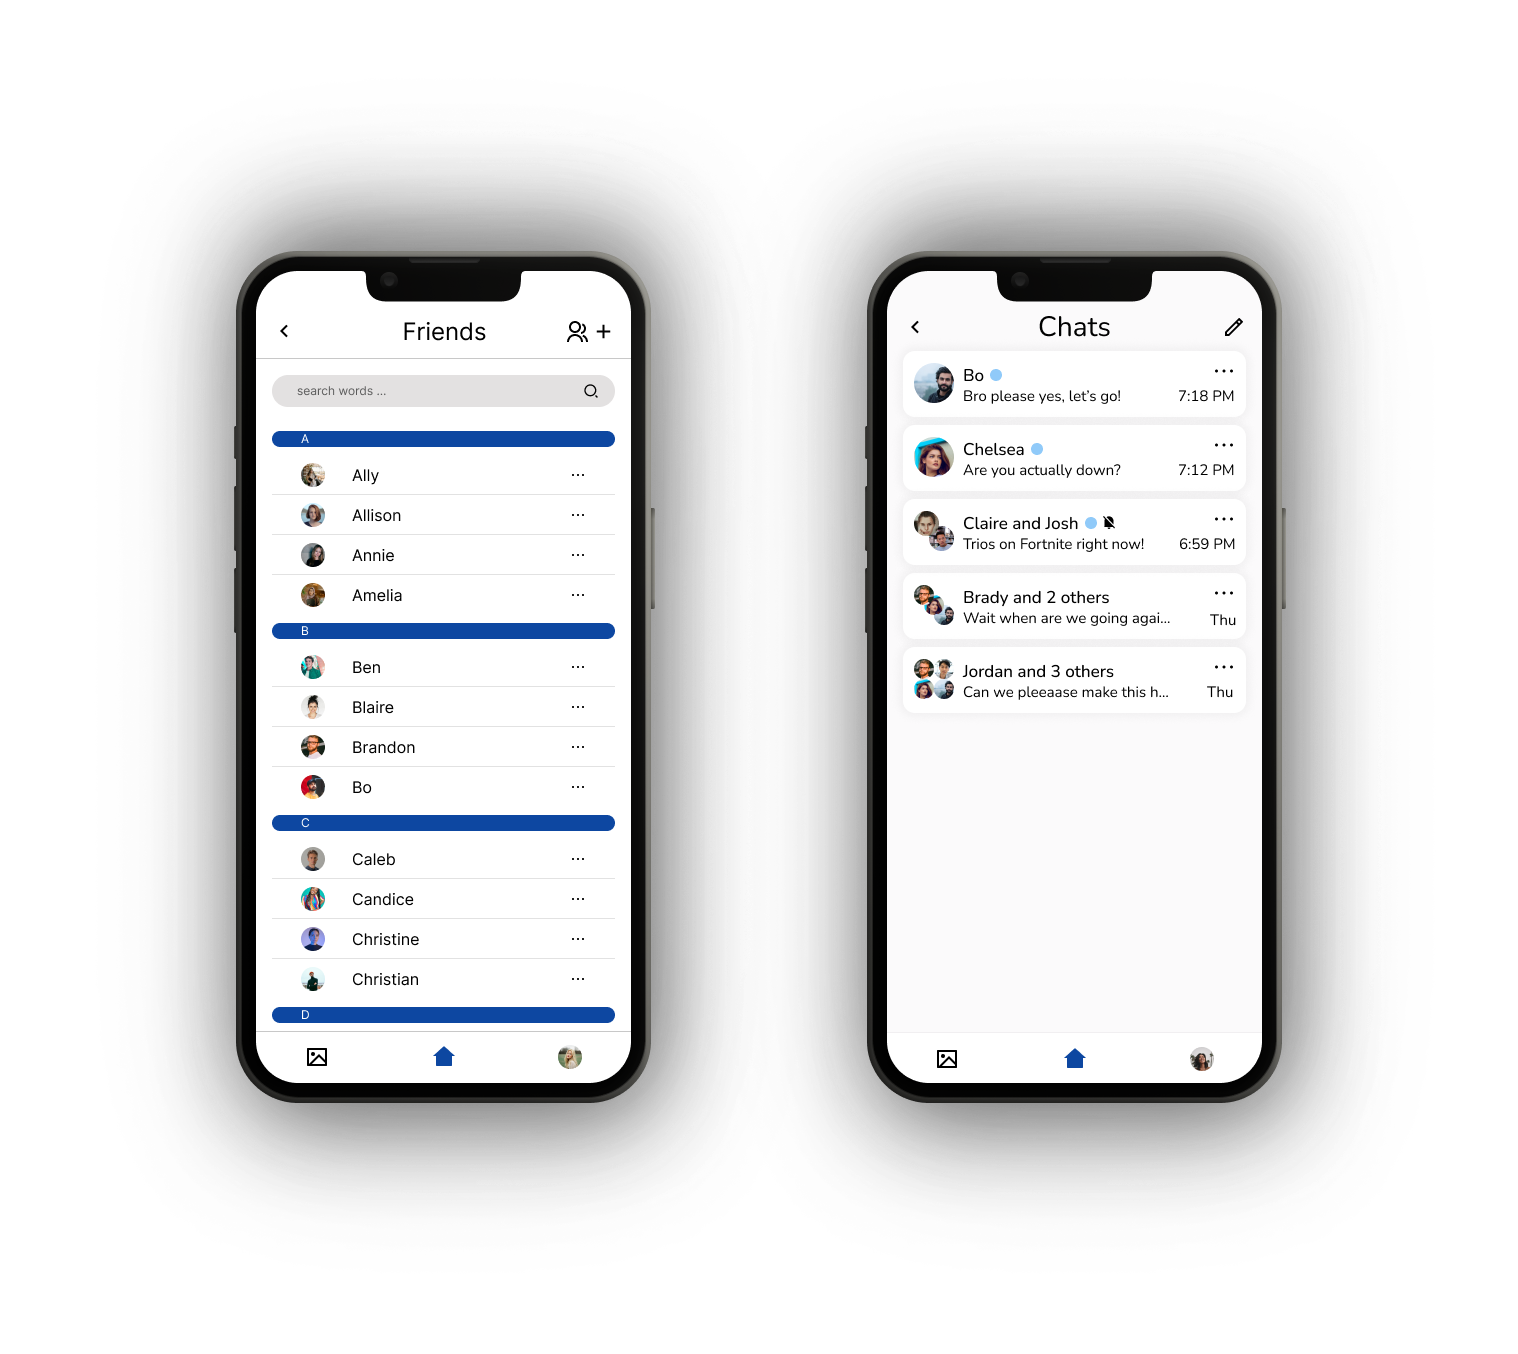 Friends
search words ...
A
Ally
Allison
Annie
Amelia
B
Ben
Blaire
Brandon
Bo
C
Caleb
Candice
Christine
Christian
D
Chats
Bo
Bro please yes, let's go!
7:18 PM
Chelsea
Are you actually down?
7:12 PM
Claire and Josh
Trios on Fortnite right now!
6:59 PM
Brady and 2 others
Wait when are we going agai...
Thu
Jordan and 3 others
Can we pleeaase make this h...
Thu